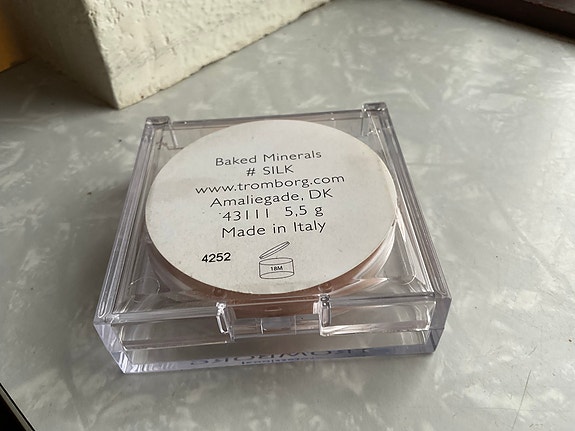 Baked Minerals
# SILK
www.tromborg.com
Amaliegade, DK
43111 5,5 g
Made in Italy
4252
18M